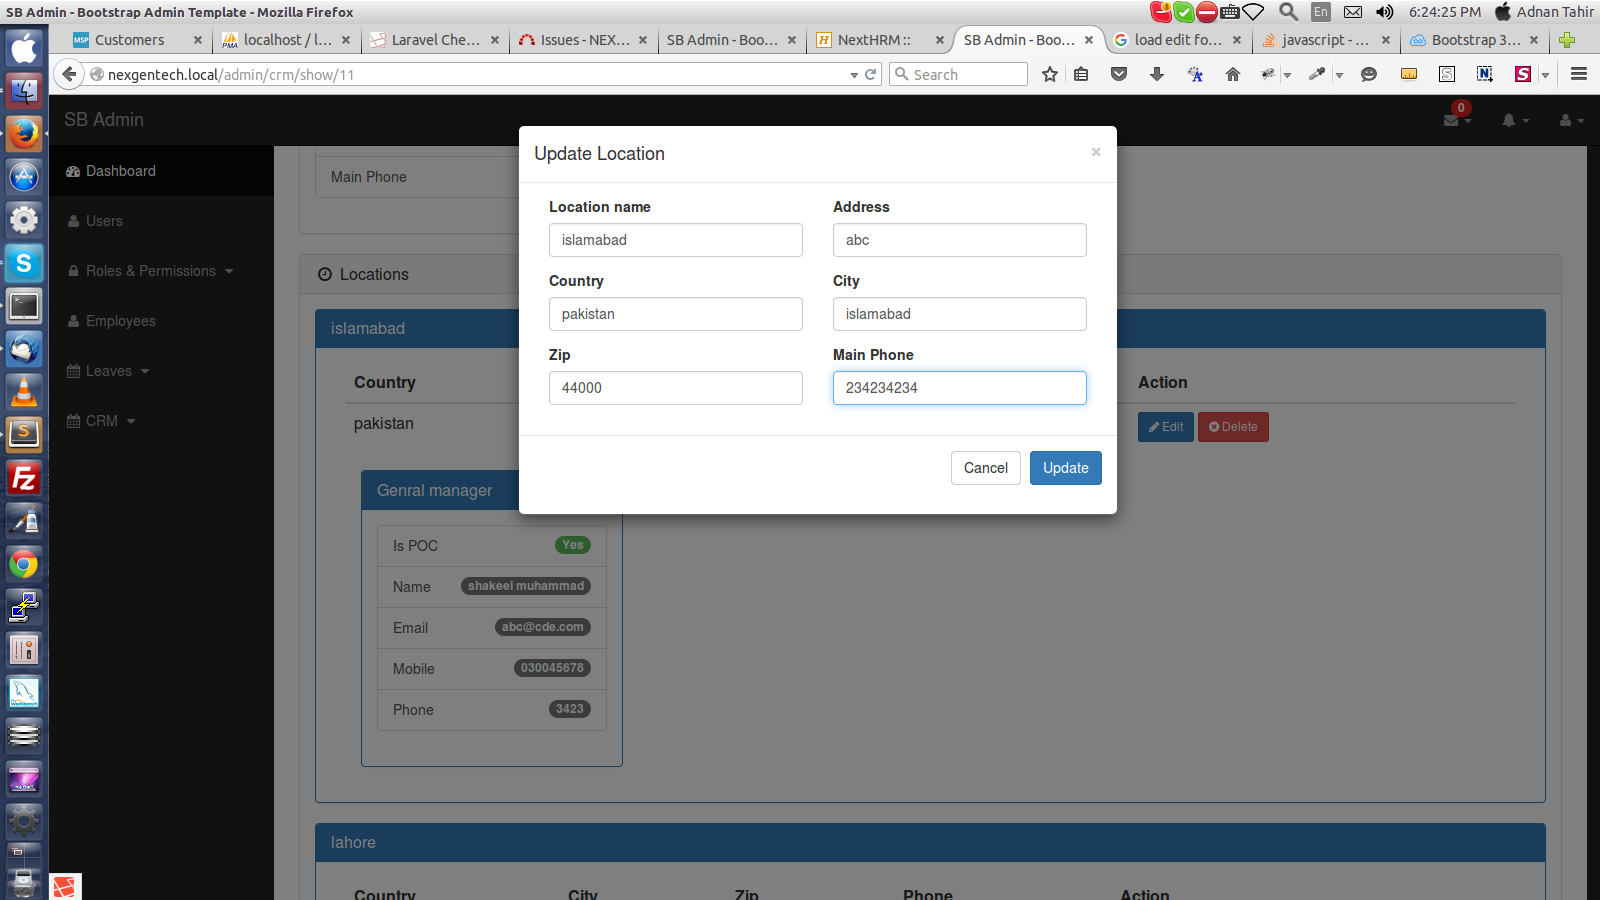 SB Admin - Bootstrap Admin Template - Mozilla Firefox
En
6:24:25 PM
Adnan Tahir
MSP Customers
PMA localhost / l...
Laravel Che...
Issues - NEX...
SB Admin - Boo...
H NextHRM ::
SB Admin - Boo...
load edit fo...
javascript - ...
Bootstrap 3...
nexgentech.local/admin/crm/show/11
Search
SB Admin
0
Dashboard
Users
Roles & Permissions
Employees
Leaves
CRM
Main Phone
Locations
islamabad
Country
Action
pakistan
Edit
Delete
Genral manager
Is POC
Yes
Name
shakeel muhammad
Email
abc@cde.com
Mobile
030045678
Phone
3423
lahore
Country
City
Zip
Phone
Action
Update Location
×
Location name
Address
islamabad
abc
Country
City
pakistan
islamabad
Zip
Main Phone
44000
234234234
Cancel
Update